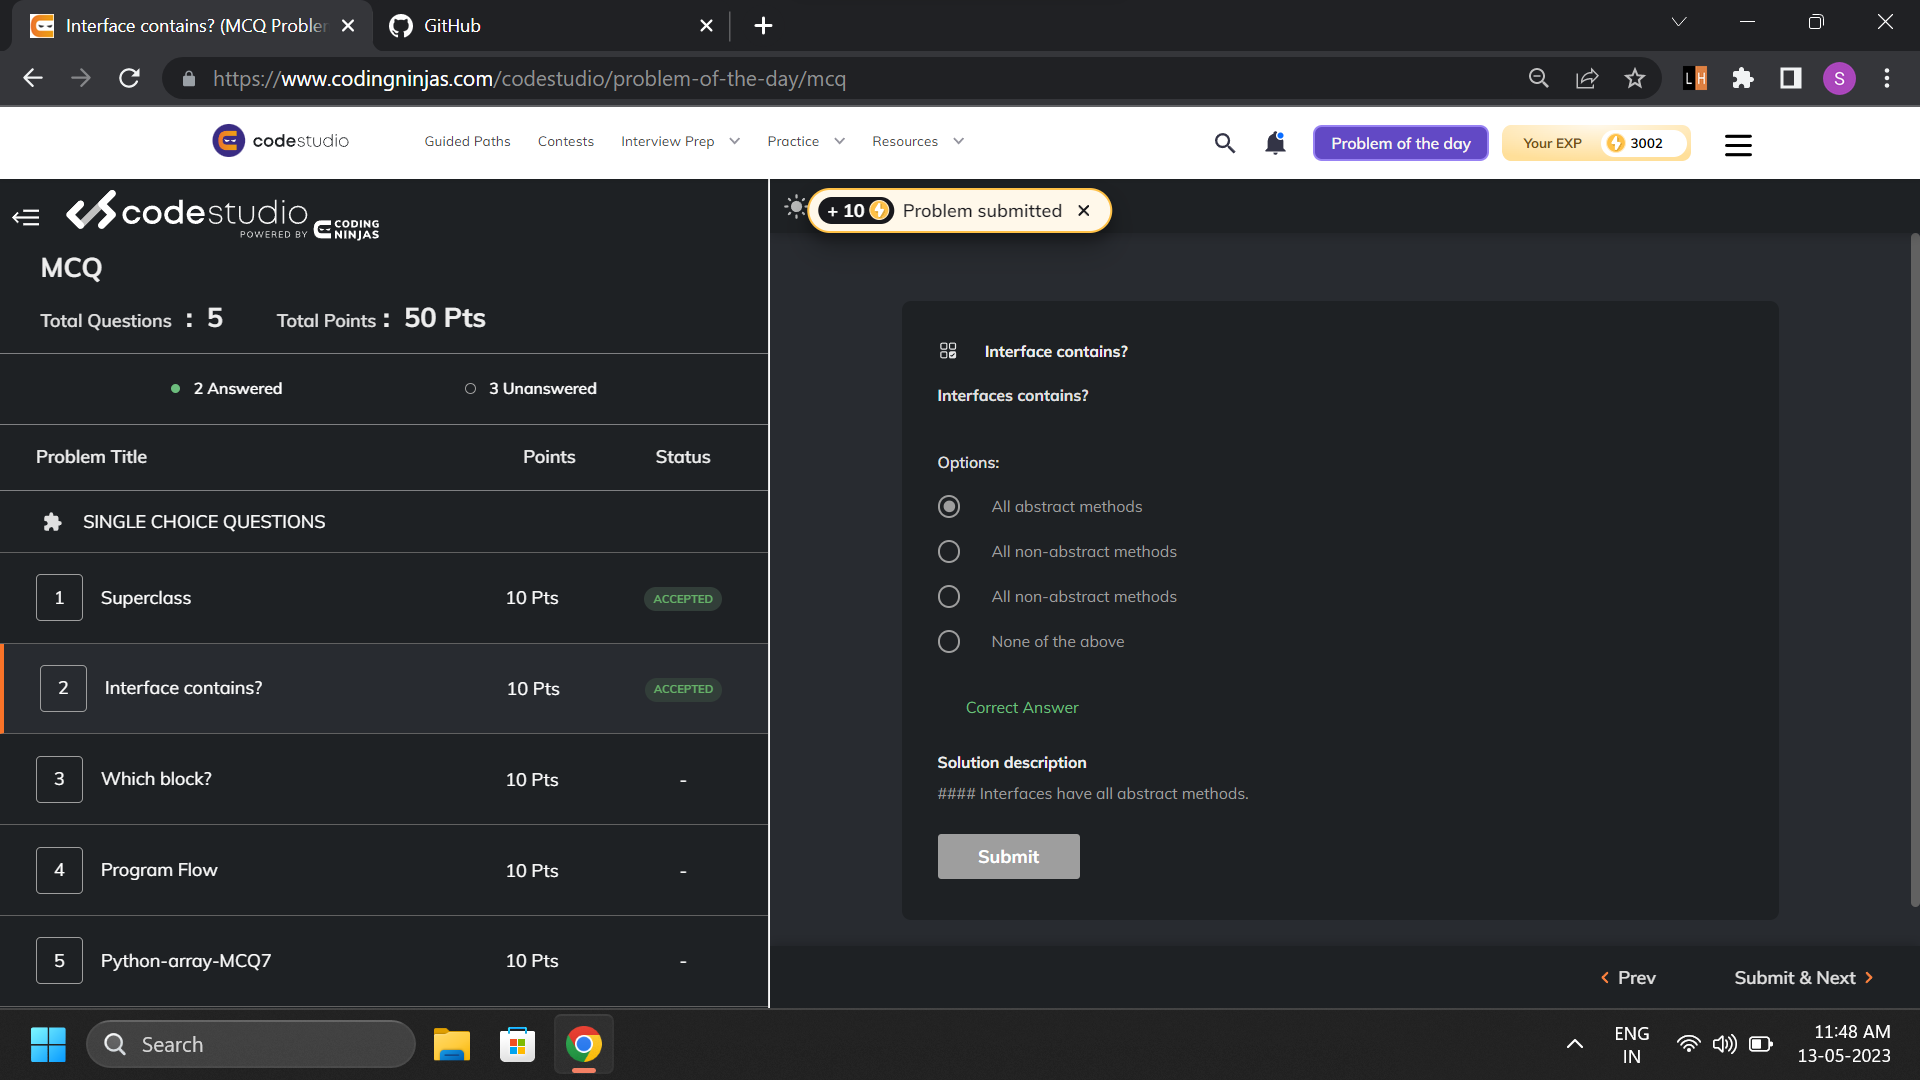 Interface contains? (MCQ Probler
GitHub
https://www.codingninjas.com/codestudio/problem-of-the-day/mcq
LH
S
codestudio
Guided Paths
Contests
Interview Prep
Practice
Resources
Problem of the day
Your EXP
3002
codestudio
POWERED BY CODING NINJAS
+ 10
Problem submitted
MCQ
Total Questions : 5
Total Points : 50 Pts
2 Answered
3 Unanswered
Problem Title
Points
Status
SINGLE CHOICE QUESTIONS
1 Superclass 10 Pts ACCEPTED
2 Interface contains? 10 Pts ACCEPTED
3 Which block? 10 Pts -
4 Program Flow 10 Pts -
5 Python-array-MCQ7 10 Pts -
Interface contains?
Interfaces contains?
Options:
All abstract methods
All non-abstract methods
All non-abstract methods
None of the above
Correct Answer
Solution description
#### Interfaces have all abstract methods.
Submit
Prev
Submit & Next
Search
ENG
IN
11:48 AM
13-05-2023